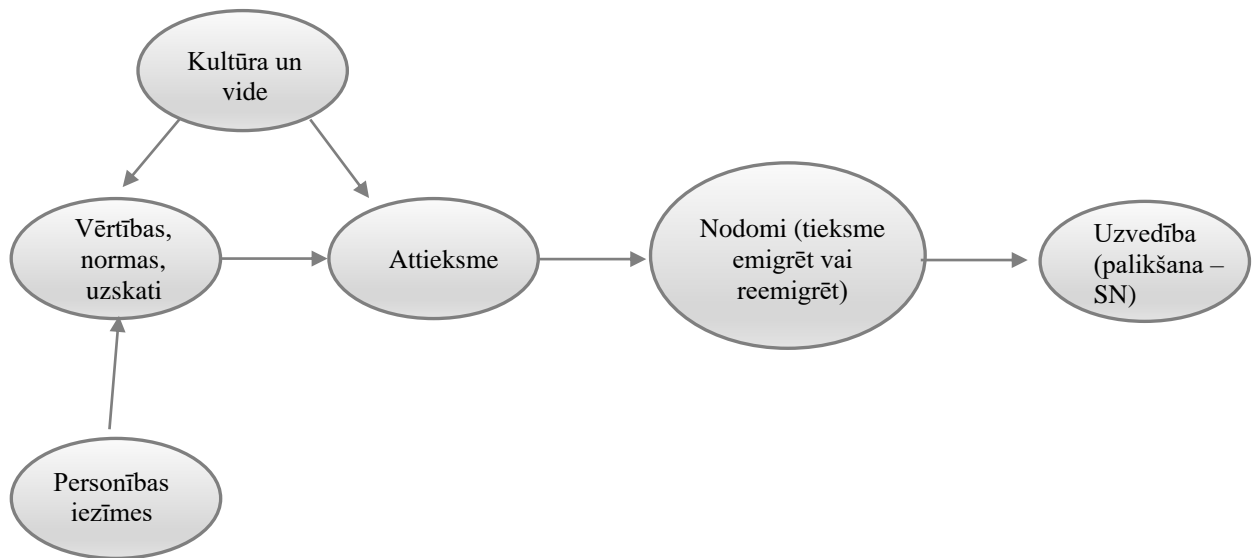 Kultūra un
vide
Vērtības,
normas,
uzskati
Attieksme
Nodomi (tieksme
emigrēt vai
reemigrēt)
Uzvedība
(palikšana –
SN)
Personības
iezīmes